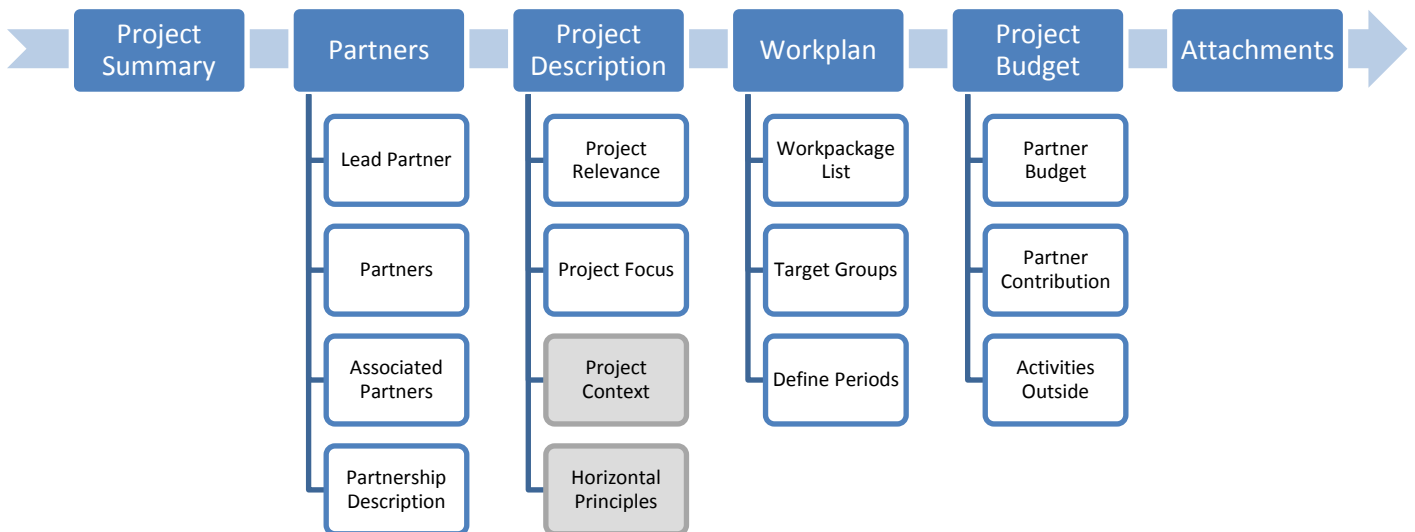 Project
Summary
Partners
Project
Description
Workplan
Project
Budget
Attachments
Lead Partner
Partners
Associated
Partners
Partnership
Description
Project
Relevance
Project Focus
Project
Context
Horizontal
Principles
Workpackage
List
Target Groups
Define Periods
Partner
Budget
Partner
Contribution
Activities
Outside